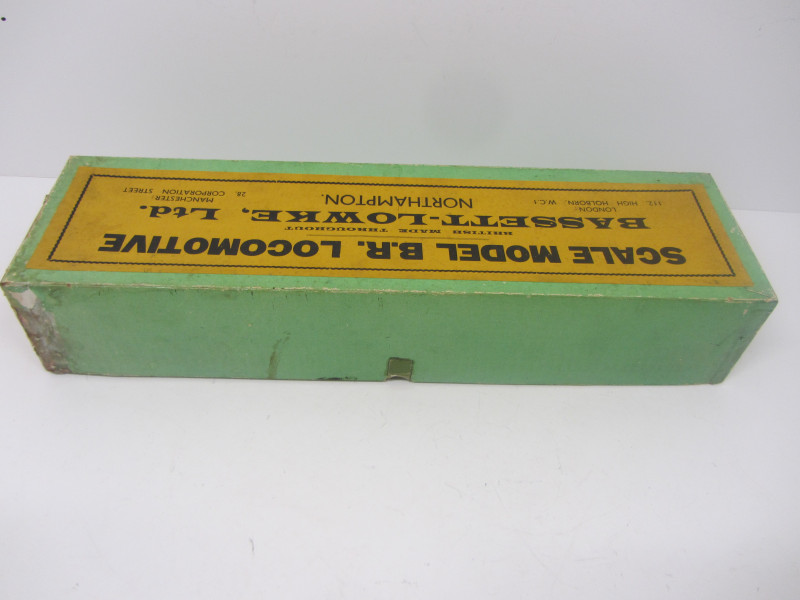 SCALE MODEL B.R. LOCOMOTIVE
BRITISH MADE THROUGHOUT
BASSETT-LOWKE, Ltd.
LONDON:
112, HIGH HOLBORN, W.C.1
NORTHAMPTON.
MANCHESTER:
28, CORPORATION STREET